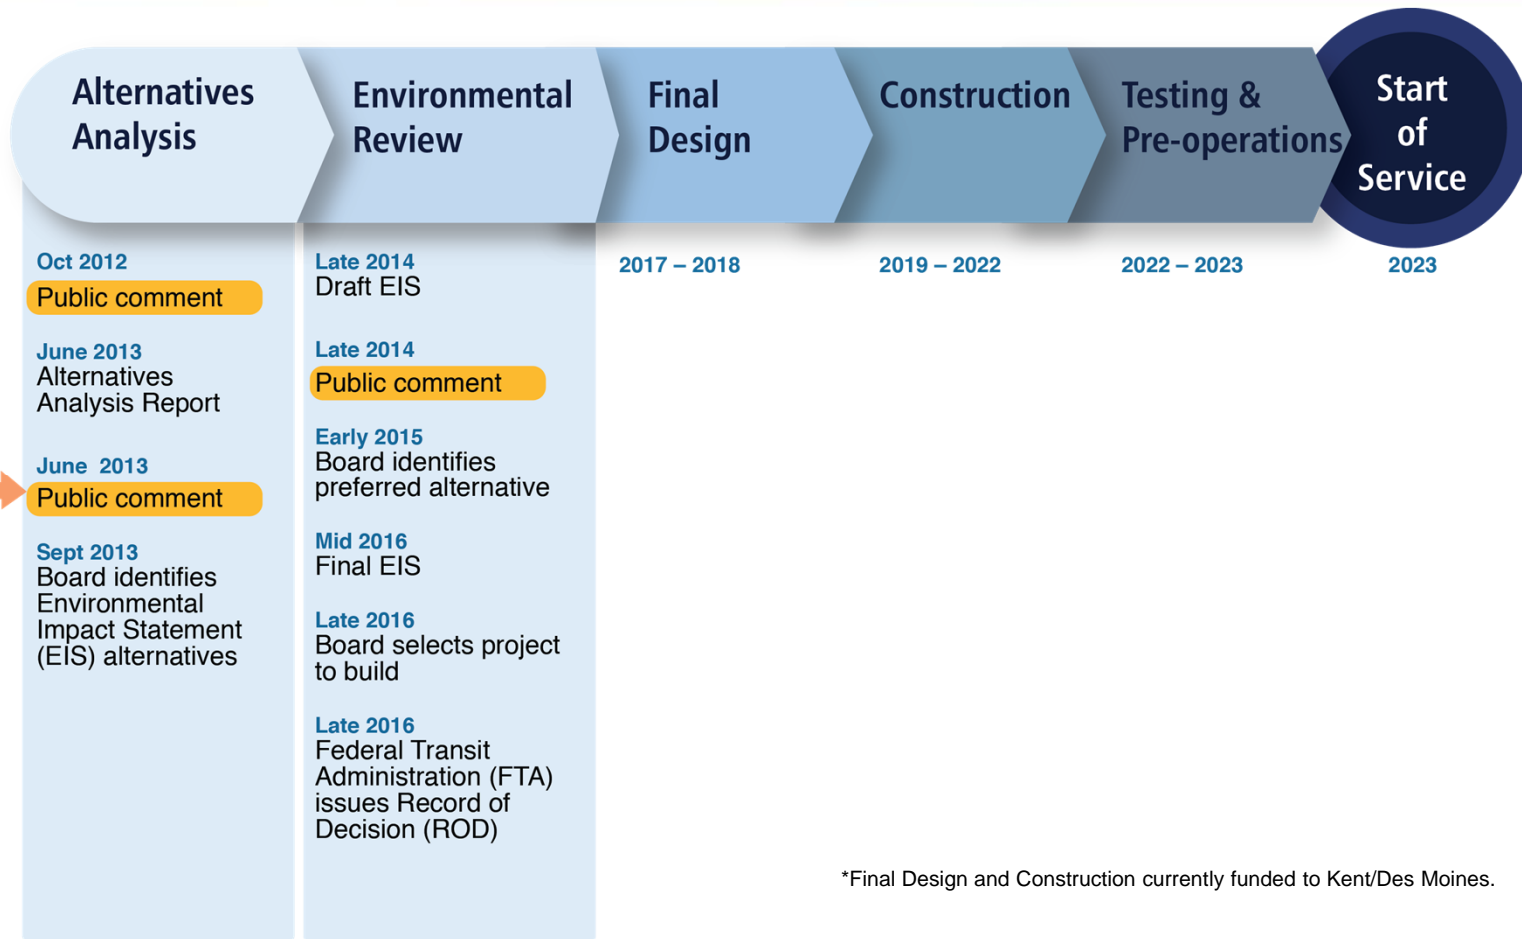 Alternatives
Analysis
Environmental
Review
Final
Design
Construction
Testing &
Pre-operations
Start
of
Service
Oct 2012
Public comment
June 2013
Alternatives
Analysis Report
June 2013
Public comment
Sept 2013
Board identifies
Environmental
Impact Statement
(EIS) alternatives
Late 2014
Draft EIS
Late 2014
Public comment
Early 2015
Board identifies
preferred alternative
Mid 2016
Final EIS
Late 2016
Board selects project
to build
Late 2016
Federal Transit
Administration (FTA)
issues Record of
Decision (ROD)
2017 – 2018
2019 – 2022
2022 – 2023
2023
*Final Design and Construction currently funded to Kent/Des Moines.